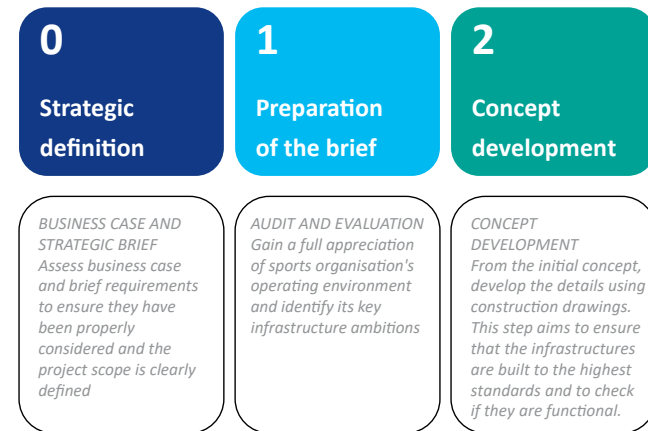 0
Strategic
definition
1
Preparation
of the brief
2
Concept
development
BUSINESS CASE AND
STRATEGIC BRIEF
Assess business case
and brief requirements
to ensure they have
been properly
considered and the
project scope is clearly
defined
AUDIT AND EVALUATION
Gain a full appreciation
of sports organisation's
operating environment
and identify its key
infrastructure ambitions
CONCEPT
DEVELOPMENT
From the initial concept,
develop the details using
construction drawings.
This step aims to ensure
that the infrastructures
are built to the highest
standards and to check
if they are functional.